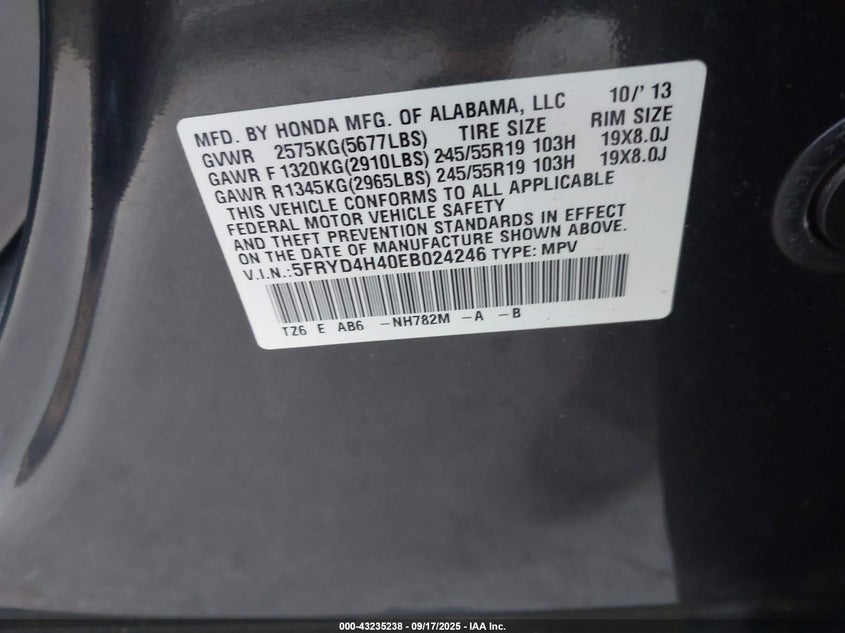 MFD. BY HONDA MFG. OF ALABAMA, LLC 10/'13
GVWR 2575KG(5677LBS) TIRE SIZE RIM SIZE
GAWR F 1320KG(2910LBS) 245/55R19 103H 19X8.0J
GAWR R1345KG(2965LBS) 245/55R19 103H 19X8.0J
THIS VEHICLE CONFORMS TO ALL APPLICABLE
FEDERAL MOTOR VEHICLE SAFETY
AND THEFT PREVENTION STANDARDS IN EFFECT
ON THE DATE OF MANUFACTURE SHOWN ABOVE.
V.I.N.:5FRYD4H40EB024246 TYPE: MPV
TZ6 E AB6 -NH782M -A -B
000-43235238 - 09/17/2025 - IAA Inc.